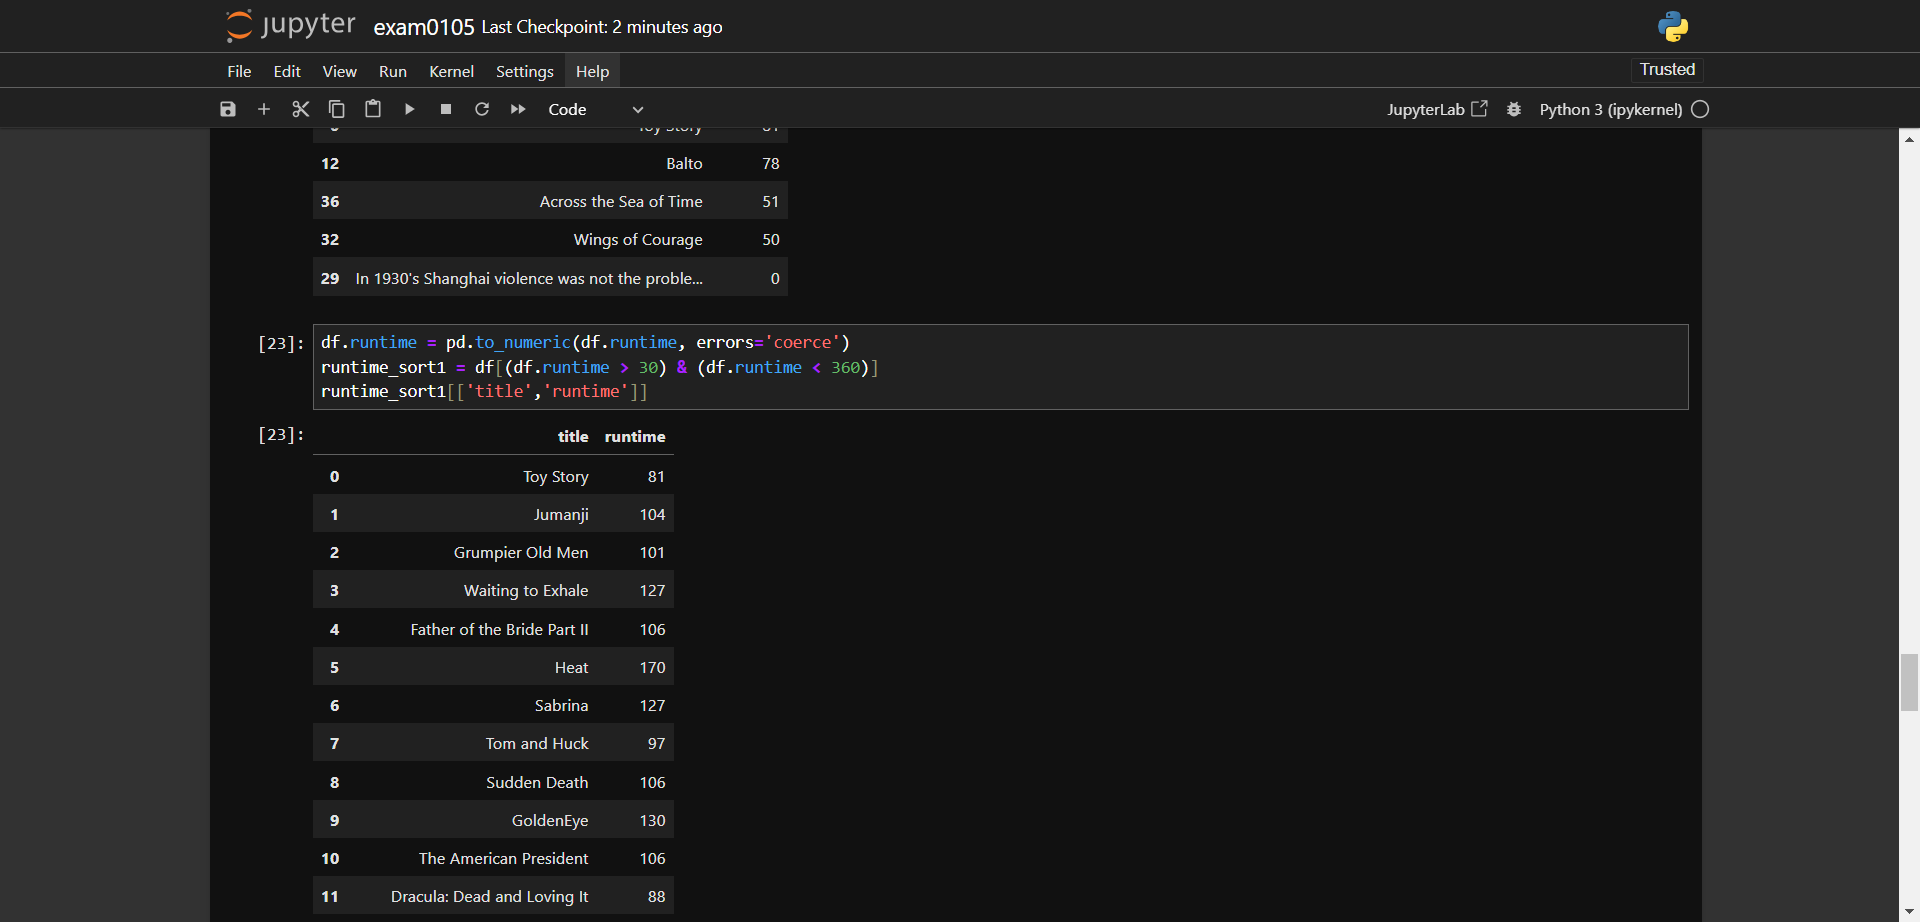 jupyter exam0105 Last Checkpoint: 2 minutes ago
File Edit View Run Kernel Settings Help Trusted
Code JupyterLab Python 3 (ipykernel)
12 Balto 78
36 Across the Sea of Time 51
32 Wings of Courage 50
29 In 1930's Shanghai violence was not the proble... 0
[23]: df.runtime = pd.to_numeric(df.runtime, errors='coerce')
runtime_sort1 = df[(df.runtime > 30) & (df.runtime < 360)]
runtime_sort1[['title','runtime']]
[23]: title runtime
0 Toy Story 81
1 Jumanji 104
2 Grumpier Old Men 101
3 Waiting to Exhale 127
4 Father of the Bride Part II 106
5 Heat 170
6 Sabrina 127
7 Tom and Huck 97
8 Sudden Death 106
9 GoldenEye 130
10 The American President 106
11 Dracula: Dead and Loving It 88